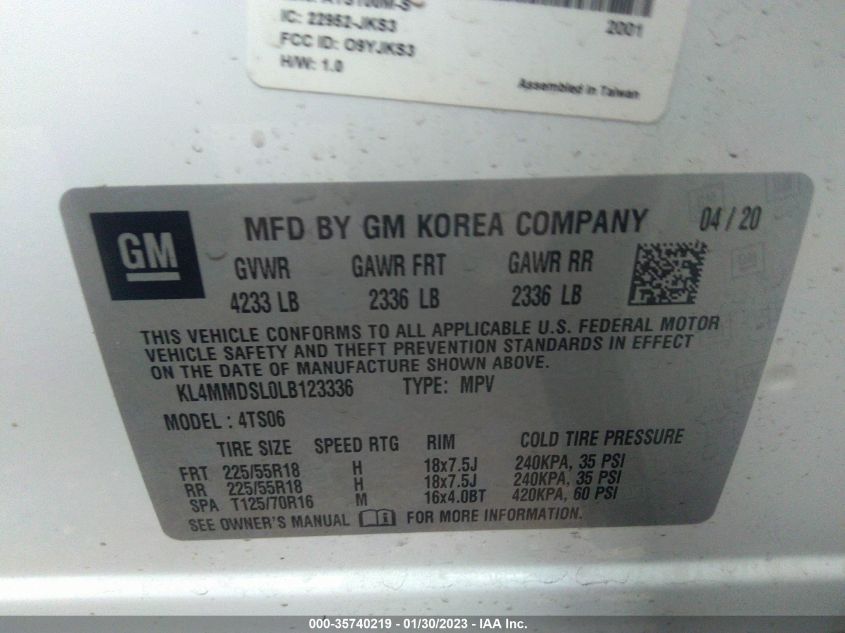 IC: 22952-JKS3
2001
FCC ID: O9YJKS3
H/W: 1.0
Assembled in Taiwan
GM
MFD BY GM KOREA COMPANY 04 / 20
GVWR GAWR FRT GAWR RR
4233 LB 2336 LB 2336 LB
THIS VEHICLE CONFORMS TO ALL APPLICABLE U.S. FEDERAL MOTOR
VEHICLE SAFETY AND THEFT PREVENTION STANDARDS IN EFFECT
ON THE DATE OF MANUFACTURE SHOWN ABOVE.
KL4MMDSL0LB123336 TYPE: MPV
MODEL : 4TS06
TIRE SIZE SPEED RTG RIM COLD TIRE PRESSURE
FRT 225/55R18 H 18x7.5J 240KPA, 35 PSI
RR 225/55R18 H 18x7.5J 240KPA, 35 PSI
SPA T125/70R16 M 16x4.0BT 420KPA, 60 PSI
SEE OWNER'S MANUAL FOR MORE INFORMATION.
000-35740219 - 01/30/2023 - IAA Inc.